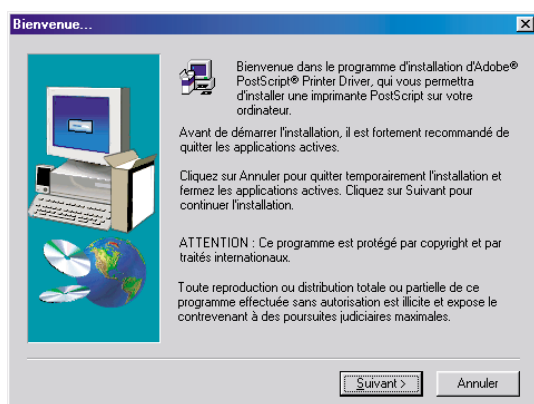 Bienvenue...
Bienvenue dans le programme d'installation d'Adobe®
PostScript® Printer Driver, qui vous permettra
d'installer une imprimante PostScript sur votre
ordinateur.
Avant de démarrer l'installation, il est fortement recommandé de
quitter les applications actives.
Cliquez sur Annuler pour quitter temporairement l'installation et
fermez les applications actives. Cliquez sur Suivant pour
continuer l'installation.
ATTENTION : Ce programme est protégé par copyright et par
traités internationaux.
Toute reproduction ou distribution totale ou partielle de ce
programme effectuée sans autorisation est illicite et expose le
contrevenant à des poursuites judiciaires maximales.
Suivant > Annuler